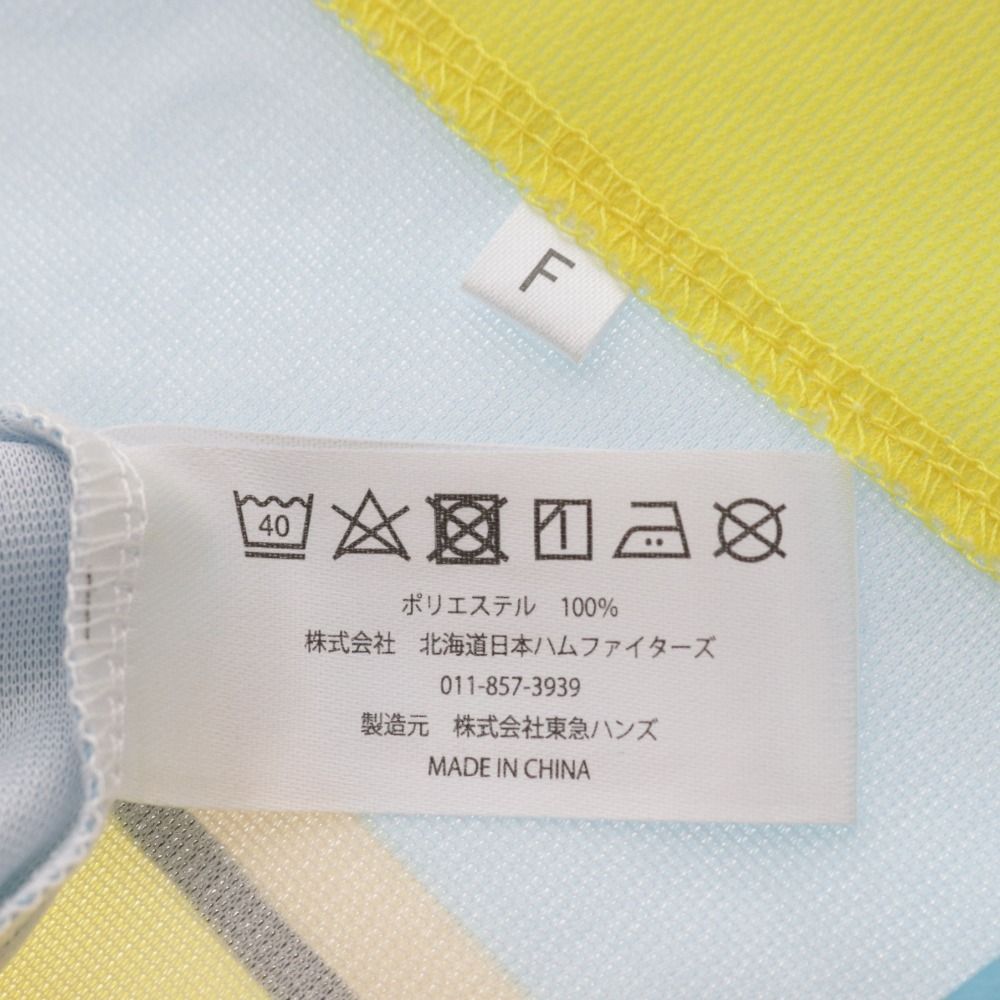 F
40
ポリエステル　100%
株式会社　北海道日本ハムファイターズ
011-857-3939
製造元　株式会社東急ハンズ
MADE IN CHINA